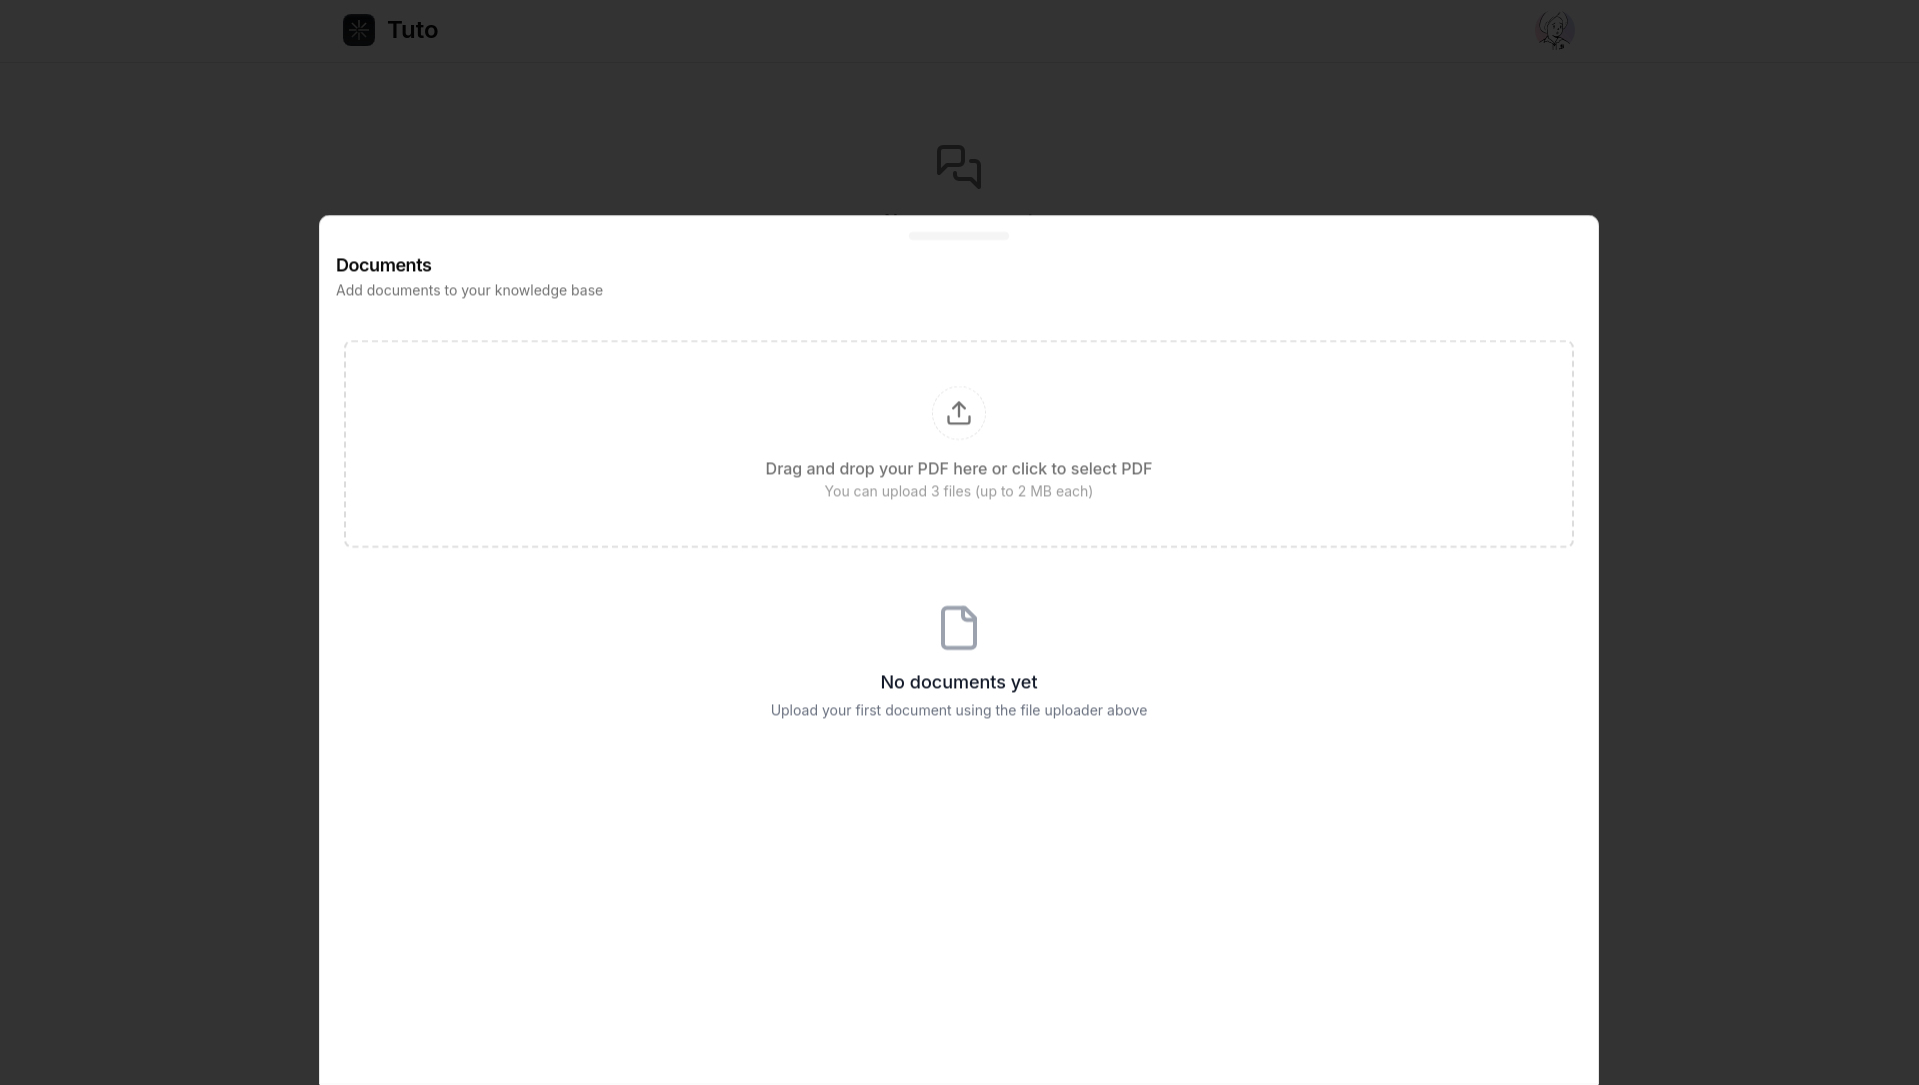 Tuto
Documents
Add documents to your knowledge base
Drag and drop your PDF here or click to select PDF
You can upload 3 files (up to 2 MB each)
No documents yet
Upload your first document using the file uploader above